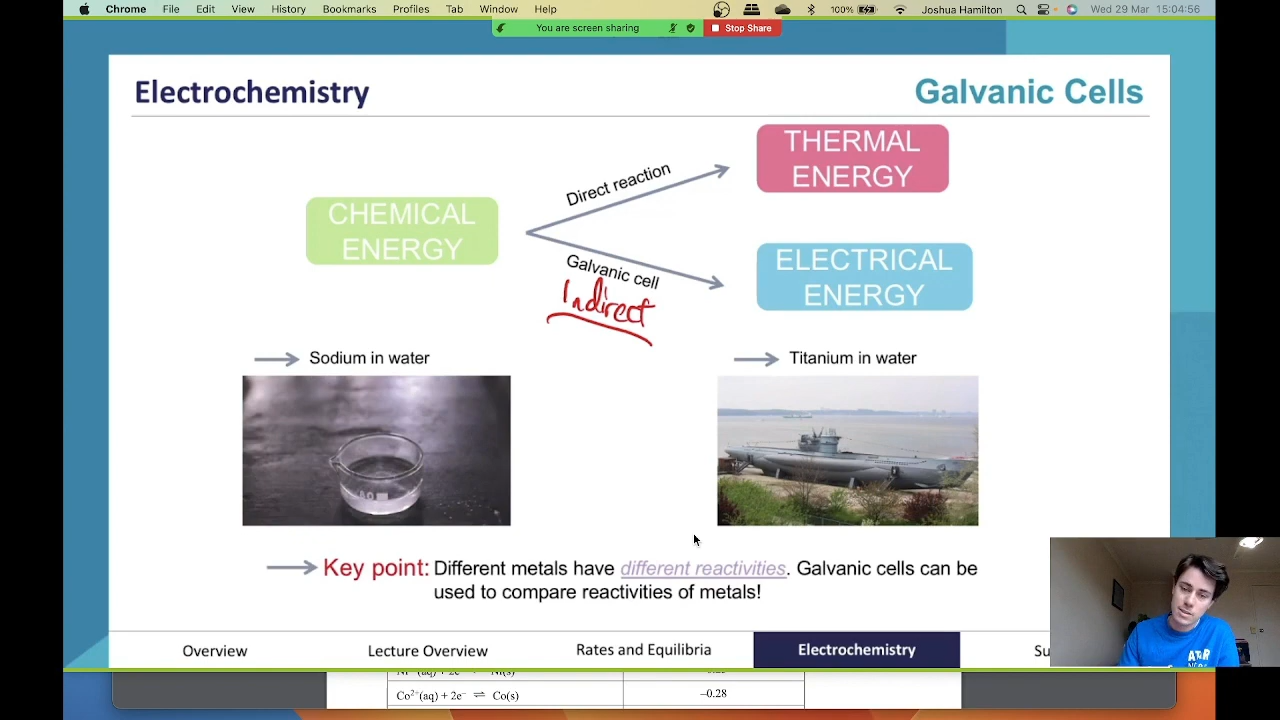 Chrome File Edit View History Bookmarks Profiles Tab Window Help 100% Joshua Hamilton Wed 29 Mar 15:04:56
You are screen sharing Stop Share
Electrochemistry
Galvanic Cells
THERMAL
ENERGY
Direct reaction
CHEMICAL
ENERGY
Galvanic cell
Indirect
ELECTRICAL
ENERGY
Sodium in water
Titanium in water
Key point: Different metals have different reactivities. Galvanic cells can be
used to compare reactivities of metals!
Overview Lecture Overview Rates and Equilibria Electrochemistry Su
Co²⁺(aq) + 2e⁻ ⇌ Co(s) –0.28